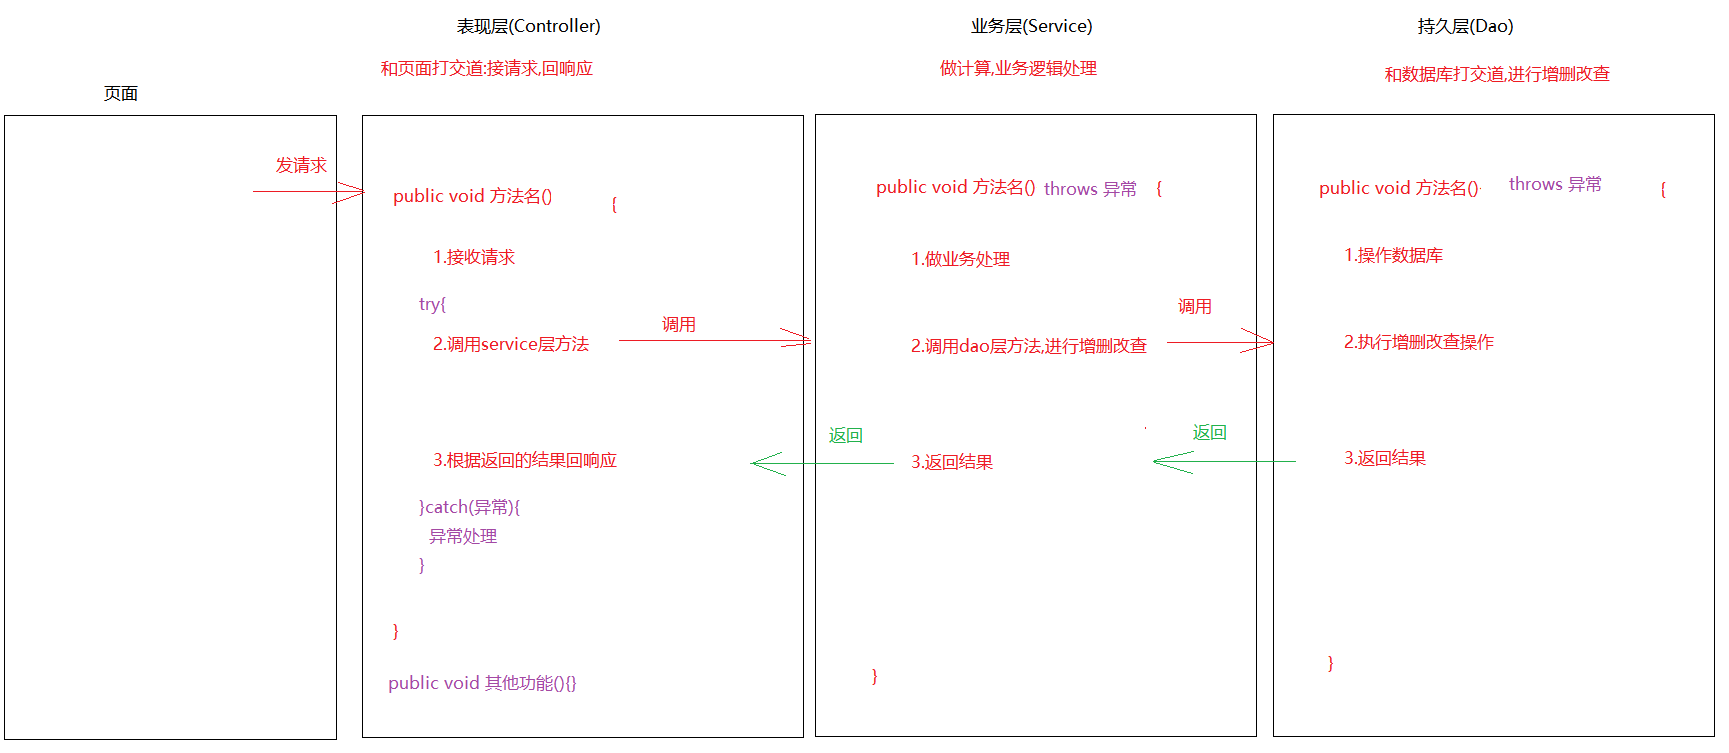 表现层(Controller)
业务层(Service)
持久层(Dao)
和页面打交道:接请求,回响应
做计算,业务逻辑处理
和数据库打交道,进行增删改查
页面
发请求
public void 方法名()
{
1.接收请求
try{
2.调用service层方法
调用
3.根据返回的结果回响应
}catch(异常){
异常处理
}
}
public void 其他功能(){}
public void 方法名() throws 异常 {
1.做业务处理
2.调用dao层方法,进行增删改查
调用
返回
3.返回结果
}
public void 方法名() throws 异常 {
1.操作数据库
2.执行增删改查操作
返回
3.返回结果
}